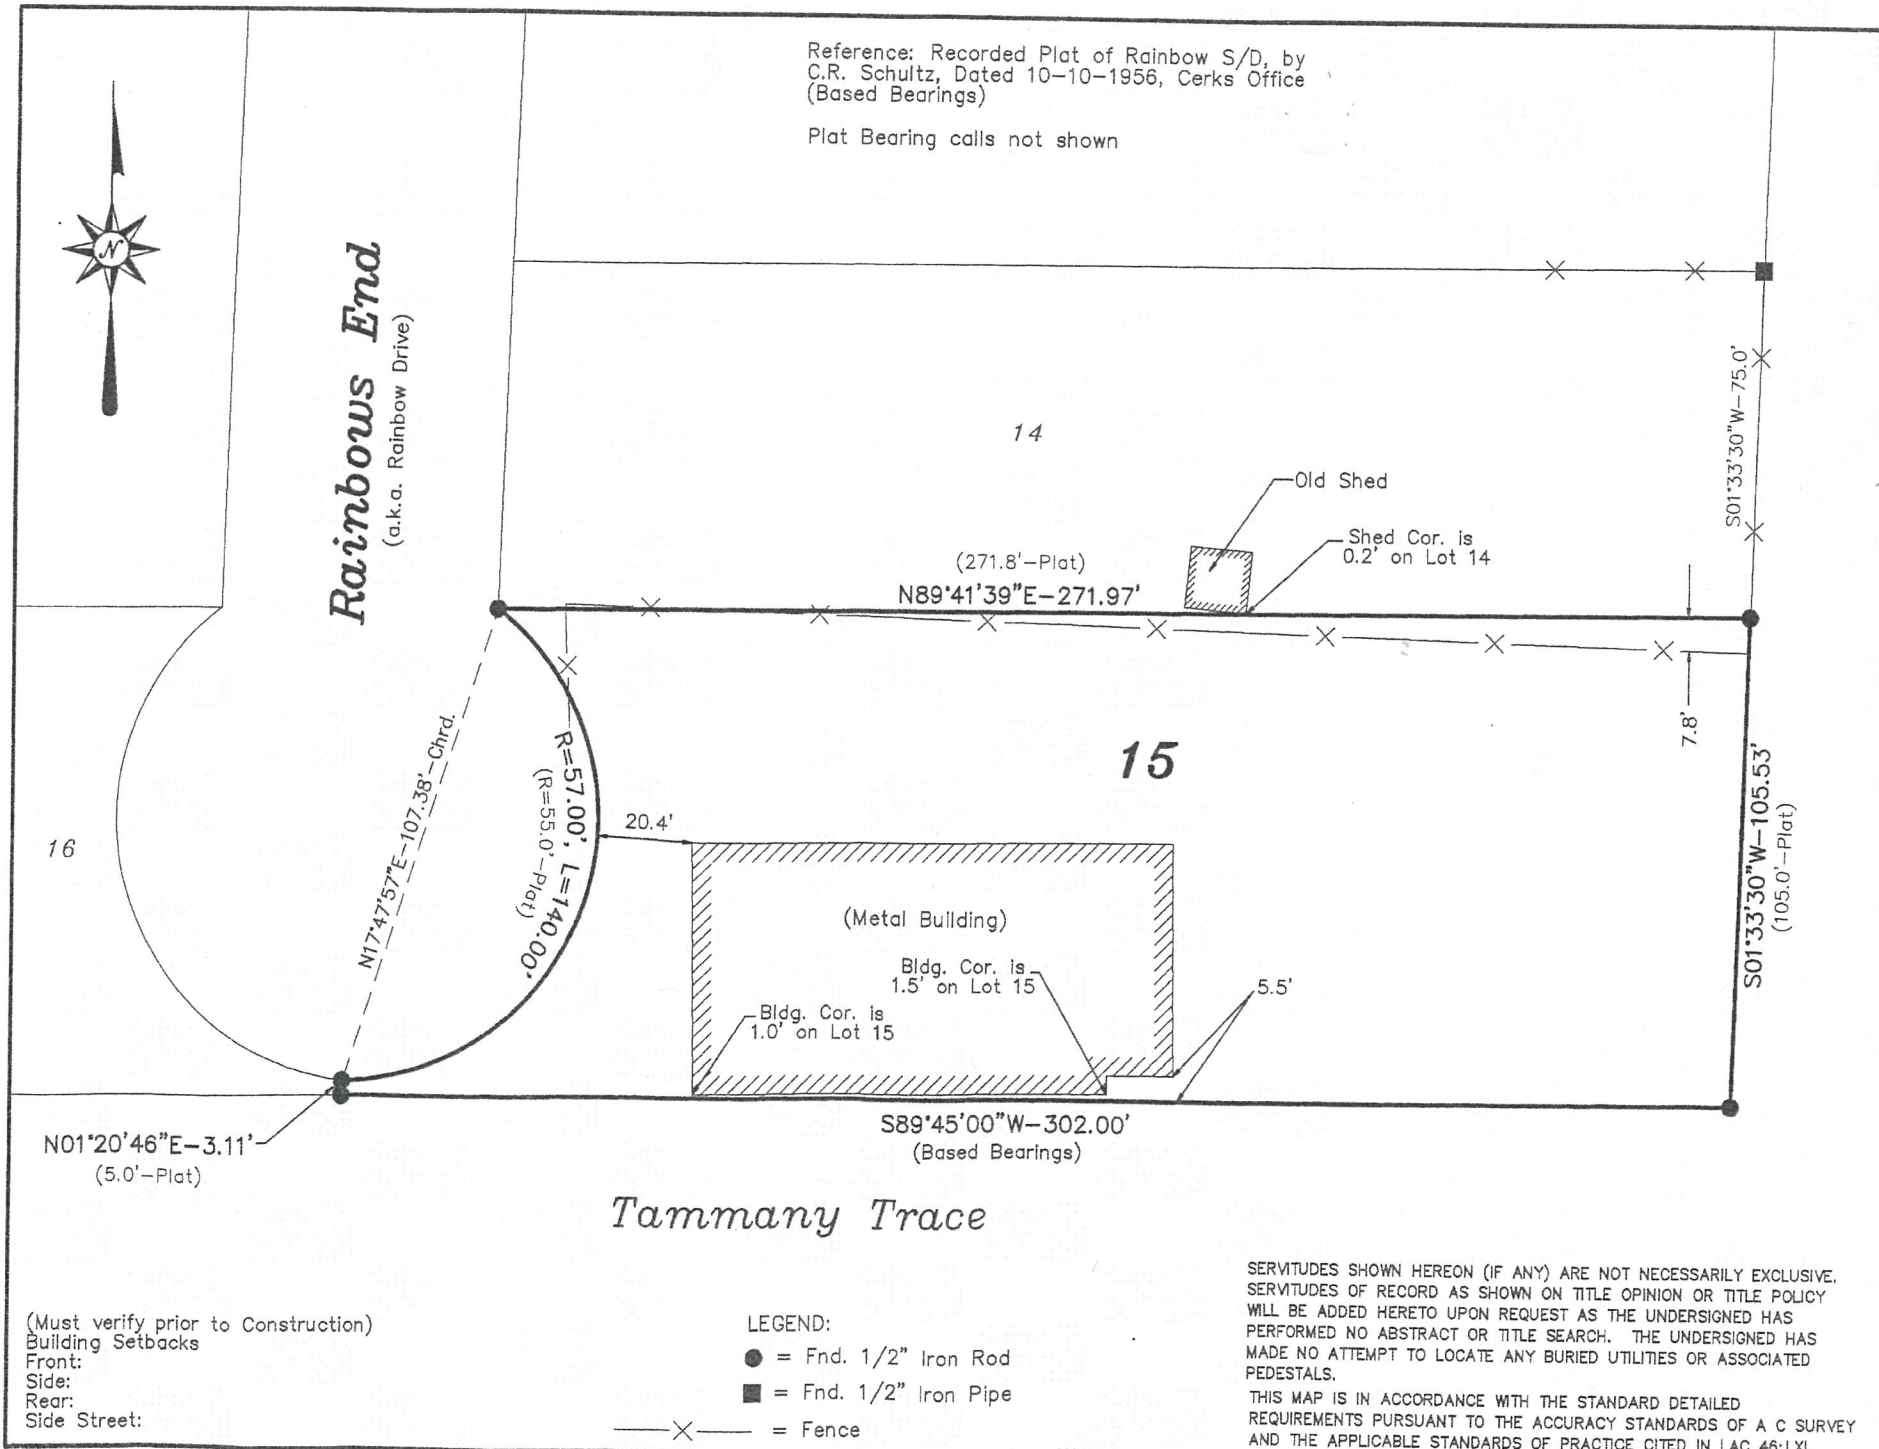 Reference: Recorded Plat of Rainbow S/D, by
C.R. Schultz, Dated 10-10-1956, Cerks Office
(Based Bearings)
Plat Bearing calls not shown
N
Rainbows End
(a.k.a. Rainbow Drive)
14
S01°33'30"W-75.0'
Old Shed
Shed Cor. is
0.2' on Lot 14
(271.8'-Plat)
N89°41'39"E-271.97'
7.8'
15
S01°33'30"W-105.53'
(105.0'-Plat)
16
N17°47'57"E-107.38'-Chrd.
R=57.00', L=140.00'
(R=55.0'-Plat)
20.4'
(Metal Building)
Bldg. Cor. is
1.5' on Lot 15
5.5'
Bldg. Cor. is
1.0' on Lot 15
N01°20'46"E-3.11'
(5.0'-Plat)
S89°45'00"W-302.00'
(Based Bearings)
Tammany Trace
(Must verify prior to Construction)
Building Setbacks
Front:
Side:
Rear:
Side Street:
LEGEND:
= Fnd. 1/2" Iron Rod
= Fnd. 1/2" Iron Pipe
= Fence
SERVITUDES SHOWN HEREON (IF ANY) ARE NOT NECESSARILY EXCLUSIVE.
SERVITUDES OF RECORD AS SHOWN ON TITLE OPINION OR TITLE POLICY
WILL BE ADDED HERETO UPON REQUEST AS THE UNDERSIGNED HAS
PERFORMED NO ABSTRACT OR TITLE SEARCH. THE UNDERSIGNED HAS
MADE NO ATTEMPT TO LOCATE ANY BURIED UTILITIES OR ASSOCIATED
PEDESTALS.
THIS MAP IS IN ACCORDANCE WITH THE STANDARD DETAILED
REQUIREMENTS PURSUANT TO THE ACCURACY STANDARDS OF A C SURVEY
AND THE APPLICABLE STANDARDS OF PRACTICE CITED IN LAC 46:LXI